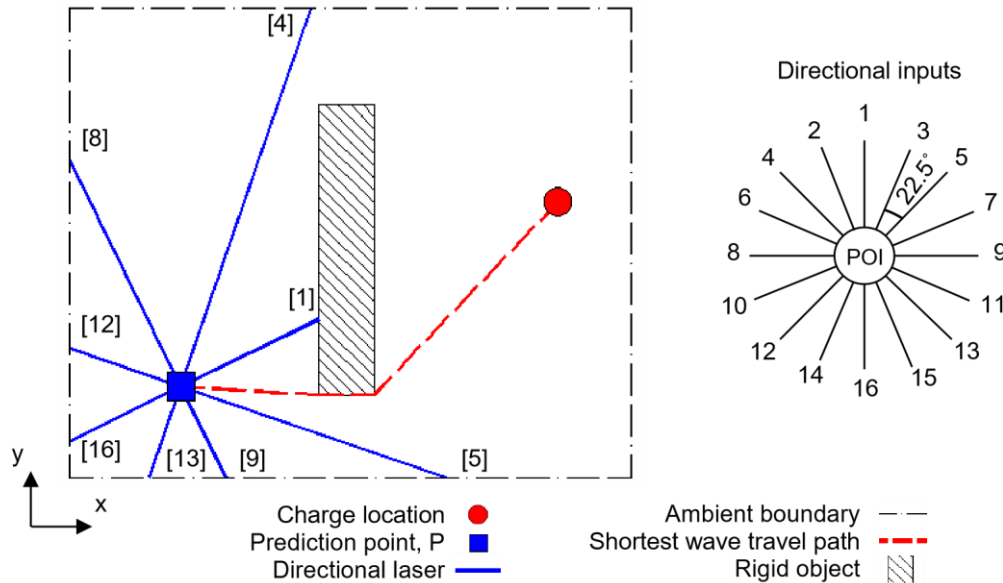 [4]
[8]
[1]
[12]
[16]
[13]
[9]
[5]
y
x
Directional inputs
1
2
3
4
5
22.5°
6
7
8
POI
9
10
11
12
13
14
15
16
Charge location
Prediction point, P
Directional laser
Ambient boundary
Shortest wave travel path
Rigid object